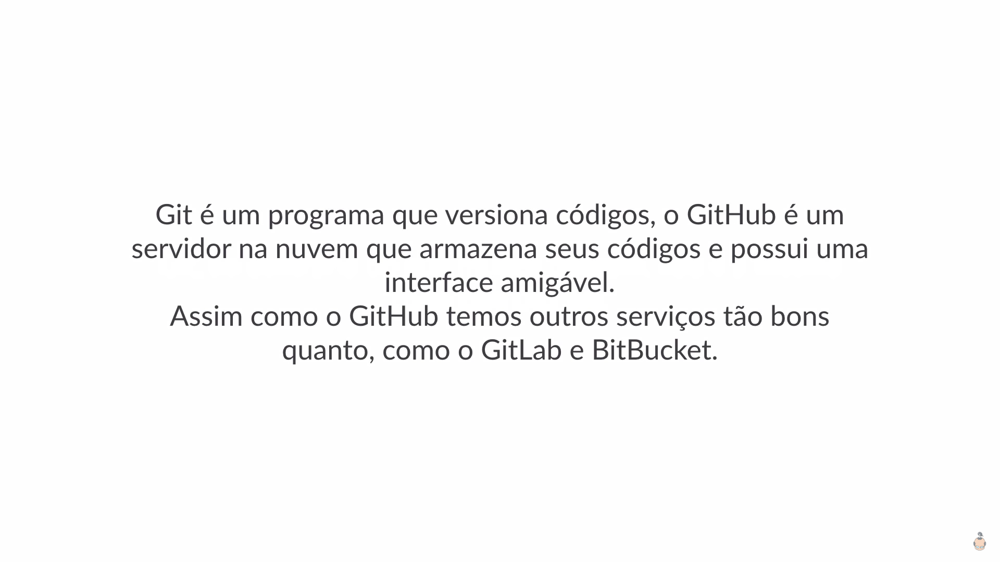 Git é um programa que versiona códigos, o GitHub é um
servidor na nuvem que armazena seus códigos e possui uma
interface amigável.
Assim como o GitHub temos outros serviços tão bons
quanto, como o GitLab e BitBucket.